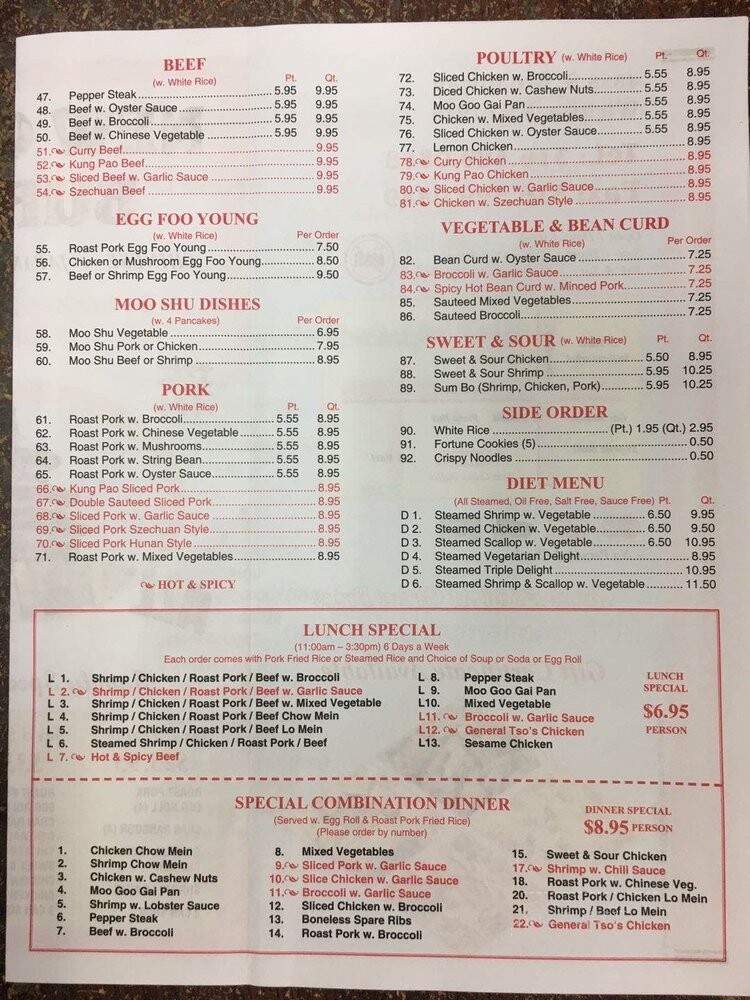 BEEF
(w. White Rice) Pt. Qt.
47. Pepper Steak 5.95 9.95
48. Beef w. Oyster Sauce 5.95 9.95
49. Beef w. Broccoli 5.95 9.95
50. Beef w. Chinese Vegetable 5.95 9.95
51. Curry Beef 9.95
52. Kung Pao Beef 9.95
53. Sliced Beef w. Garlic Sauce 9.95
54. Szechuan Beef 9.95
EGG FOO YOUNG
(w. White Rice) Per Order
55. Roast Pork Egg Foo Young 7.50
56. Chicken or Mushroom Egg Foo Young 8.50
57. Beef or Shrimp Egg Foo Young 9.50
MOO SHU DISHES
(w. 4 Pancakes) Per Order
58. Moo Shu Vegetable 6.95
59. Moo Shu Pork or Chicken 7.95
60. Moo Shu Beef or Shrimp 8.95
PORK
(w. White Rice) Pt. Qt.
61. Roast Pork w. Broccoli 5.55 8.95
62. Roast Pork w. Chinese Vegetable 5.55 8.95
63. Roast Pork w. Mushrooms 5.55 8.95
64. Roast Pork w. String Bean 5.55 8.95
65. Roast Pork w. Oyster Sauce 5.55 8.95
66. Kung Pao Sliced Pork 8.95
67. Double Sauteed Sliced Pork 8.95
68. Sliced Pork w. Garlic Sauce 8.95
69. Sliced Pork Szechuan Style 8.95
70. Sliced Pork Hunan Style 8.95
71. Roast Pork w. Mixed Vegetables 8.95
HOT & SPICY
POULTRY (w. White Rice) Pt. Qt.
72. Sliced Chicken w. Broccoli 5.55 8.95
73. Diced Chicken w. Cashew Nuts 5.55 8.95
74. Moo Goo Gai Pan 5.55 8.95
75. Chicken w. Mixed Vegetables 5.55 8.95
76. Sliced Chicken w. Oyster Sauce 5.55 8.95
77. Lemon Chicken 8.95
78. Curry Chicken 8.95
79. Kung Pao Chicken 8.95
80. Sliced Chicken w. Garlic Sauce 8.95
81. Chicken w. Szechuan Style 8.95
VEGETABLE & BEAN CURD
(w. White Rice) Per Order
82. Bean Curd w. Oyster Sauce 7.25
83. Broccoli w. Garlic Sauce 7.25
84. Spicy Hot Bean Curd w. Minced Pork 7.25
85. Sauteed Mixed Vegetables 7.25
86. Sauteed Broccoli 7.25
SWEET & SOUR (w. White Rice) Pt. Qt.
87. Sweet & Sour Chicken 5.50 8.95
88. Sweet & Sour Shrimp 5.95 10.25
89. Sum Bo (Shrimp, Chicken, Pork) 5.95 10.25
SIDE ORDER
90. White Rice (Pt.) 1.95 (Qt.) 2.95
91. Fortune Cookies (5) 0.50
92. Crispy Noodles 0.50
DIET MENU
(All Steamed, Oil Free, Salt Free, Sauce Free) Pt. Qt.
D 1. Steamed Shrimp w. Vegetable 6.50 9.95
D 2. Steamed Chicken w. Vegetable 6.50 9.50
D 3. Steamed Scallop w. Vegetable 6.50 10.95
D 4. Steamed Vegetarian Delight 8.95
D 5. Steamed Triple Delight 10.95
D 6. Steamed Shrimp & Scallop w. Vegetable 11.50
LUNCH SPECIAL
(11:00am – 3:30pm) 6 Days a Week
Each order comes with Pork Fried Rice or Steamed Rice and Choice of Soup or Soda or Egg Roll
L 1. Shrimp / Chicken / Roast Pork / Beef w. Broccoli
L 2. Shrimp / Chicken / Roast Pork / Beef w. Garlic Sauce
L 3. Shrimp / Chicken / Roast Pork / Beef w. Mixed Vegetable
L 4. Shrimp / Chicken / Roast Pork / Beef Chow Mein
L 5. Shrimp / Chicken / Roast Pork / Beef Lo Mein
L 6. Steamed Shrimp / Chicken / Roast Pork / Beef
L 7. Hot & Spicy Beef
L 8. Pepper Steak
L 9. Moo Goo Gai Pan
L10. Mixed Vegetable
L11. Broccoli w. Garlic Sauce
L12. General Tso's Chicken
L13. Sesame Chicken
LUNCH
SPECIAL
$6.95
PERSON
SPECIAL COMBINATION DINNER
(Served w. Egg Roll & Roast Pork Fried Rice)
(Please order by number)
DINNER SPECIAL
$8.95 PERSON
1. Chicken Chow Mein
2. Shrimp Chow Mein
3. Chicken w. Cashew Nuts
4. Moo Goo Gai Pan
5. Shrimp w. Lobster Sauce
6. Pepper Steak
7. Beef w. Broccoli
8. Mixed Vegetables
9. Sliced Pork w. Garlic Sauce
10. Slice Chicken w. Garlic Sauce
11. Broccoli w. Garlic Sauce
12. Sliced Chicken w. Broccoli
13. Boneless Spare Ribs
14. Roast Pork w. Broccoli
15. Sweet & Sour Chicken
17. Shrimp w. Chili Sauce
18. Roast Pork w. Chinese Veg.
20. Roast Pork / Chicken Lo Mein
21. Shrimp / Beef Lo Mein
22. General Tso's Chicken